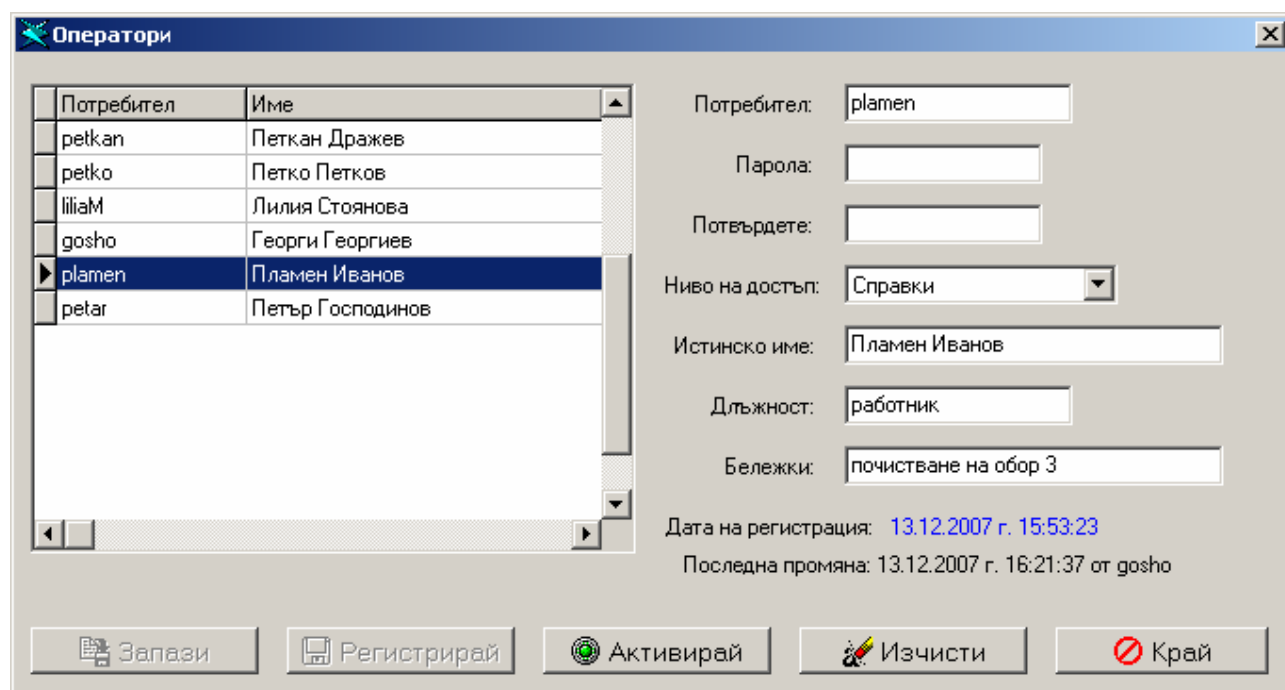 Оператори
Потребител Име
petkan Петкан Дражев
petko Петко Петков
liliaM Лилия Стоянова
gosho Георги Георгиев
plamen Пламен Иванов
petar Петър Господинов
Потребител: plamen
Парола:
Потвърдете:
Ниво на достъп: Справки
Истинско име: Пламен Иванов
Длъжност: работник
Бележки: почистване на обор 3
Дата на регистрация: 13.12.2007 г. 15:53:23
Последна промяна: 13.12.2007 г. 16:21:37 от gosho
Запази Регистрирай Активирай Изчисти Край